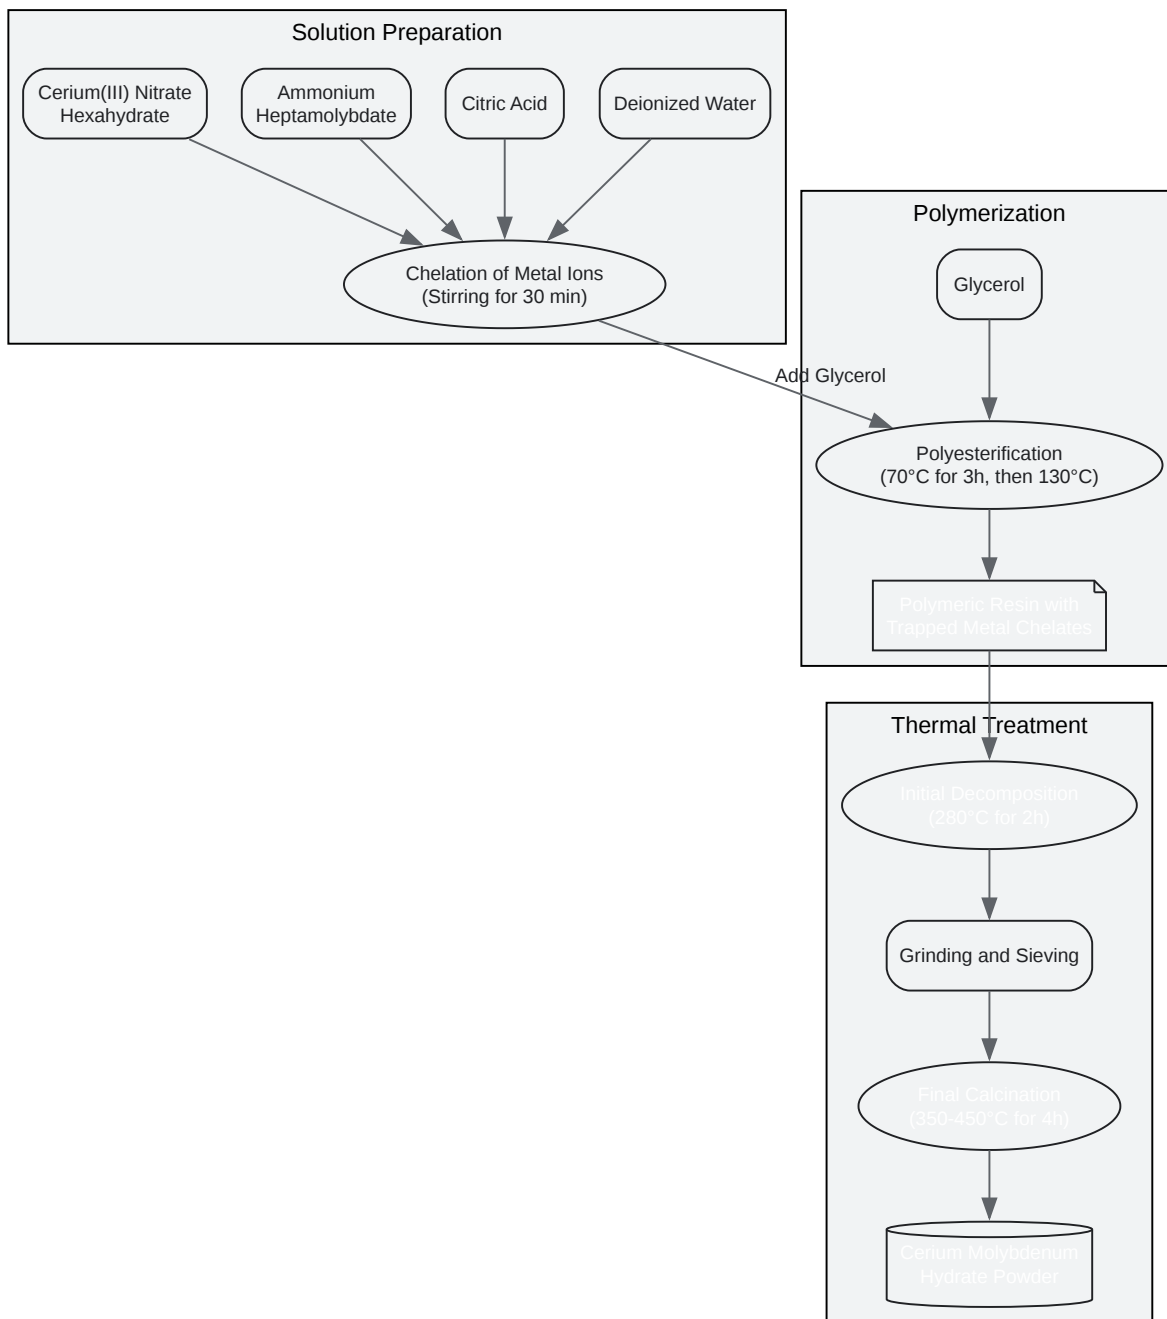 Solution Preparation
Cerium(III) Nitrate
Hexahydrate
Ammonium
Heptamolybdate
Citric Acid
Deionized Water
Chelation of Metal Ions
(Stirring for 30 min)
Polymerization
Glycerol
Add Glycerol
Polyesterification
(70°C for 3h, then 130°C)
Polymeric Resin with
Trapped Metal Chelates
Thermal Treatment
Initial Decomposition
(280°C for 2h)
Grinding and Sieving
Final Calcination
(350-450°C for 4h)
Cerium Molybdenum
Hydrate Powder